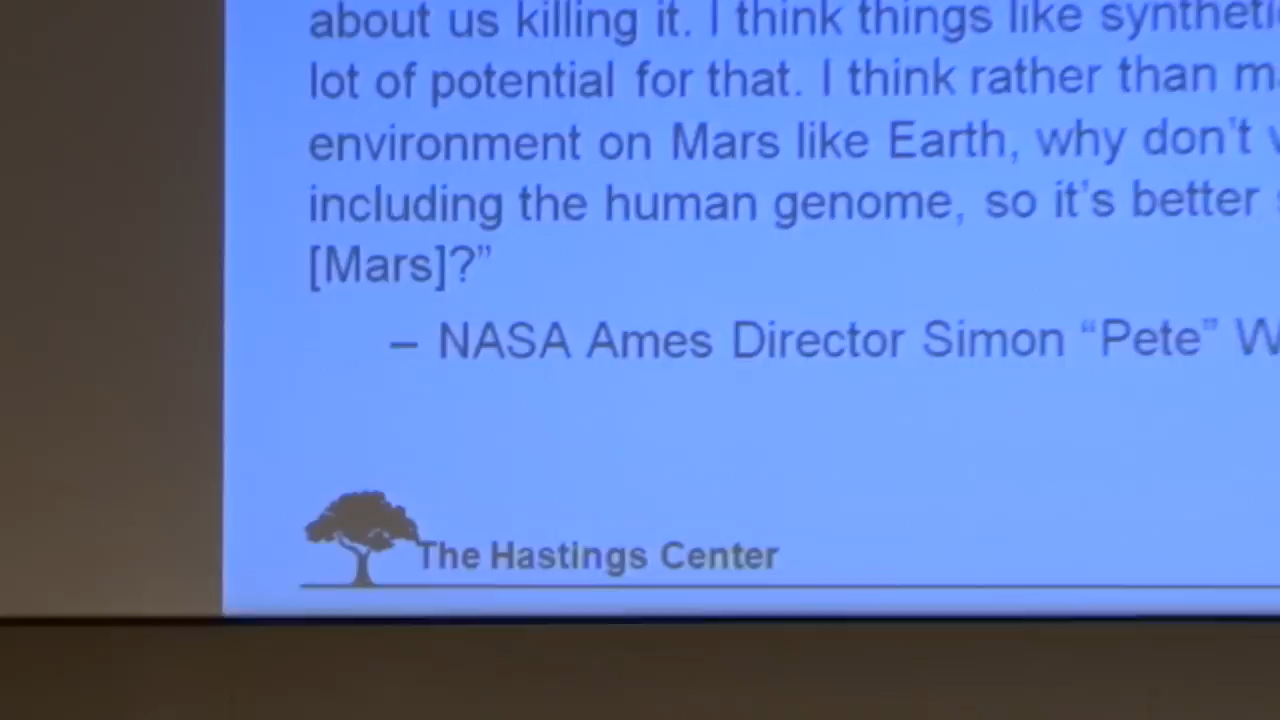 about us killing it. I think things like
lot of potential for that. I think rather than
environment on Mars like Earth, why don’t
including the human genome, so it’s better
[Mars]?”
– NASA Ames Director Simon “Pete”
The Hastings Center